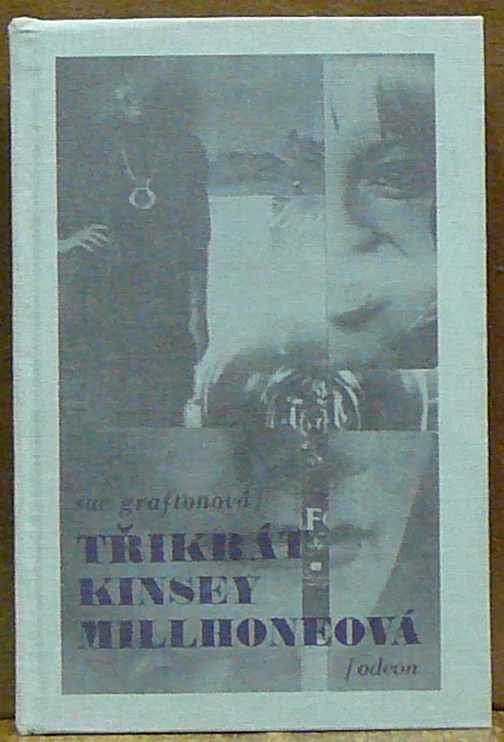 sue graftonová/
TŘIKRÁT
KINSEY
MILLHONEOVÁ
/odeon